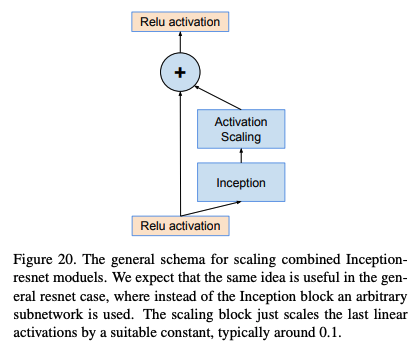 Relu activation
+
Activation
Scaling
Inception
Relu activation
Figure 20. The general schema for scaling combined Inception-
resnet moduels. We expect that the same idea is useful in the gen-
eral resnet case, where instead of the Inception block an arbitrary
subnetwork is used. The scaling block just scales the last linear
activations by a suitable constant, typically around 0.1.